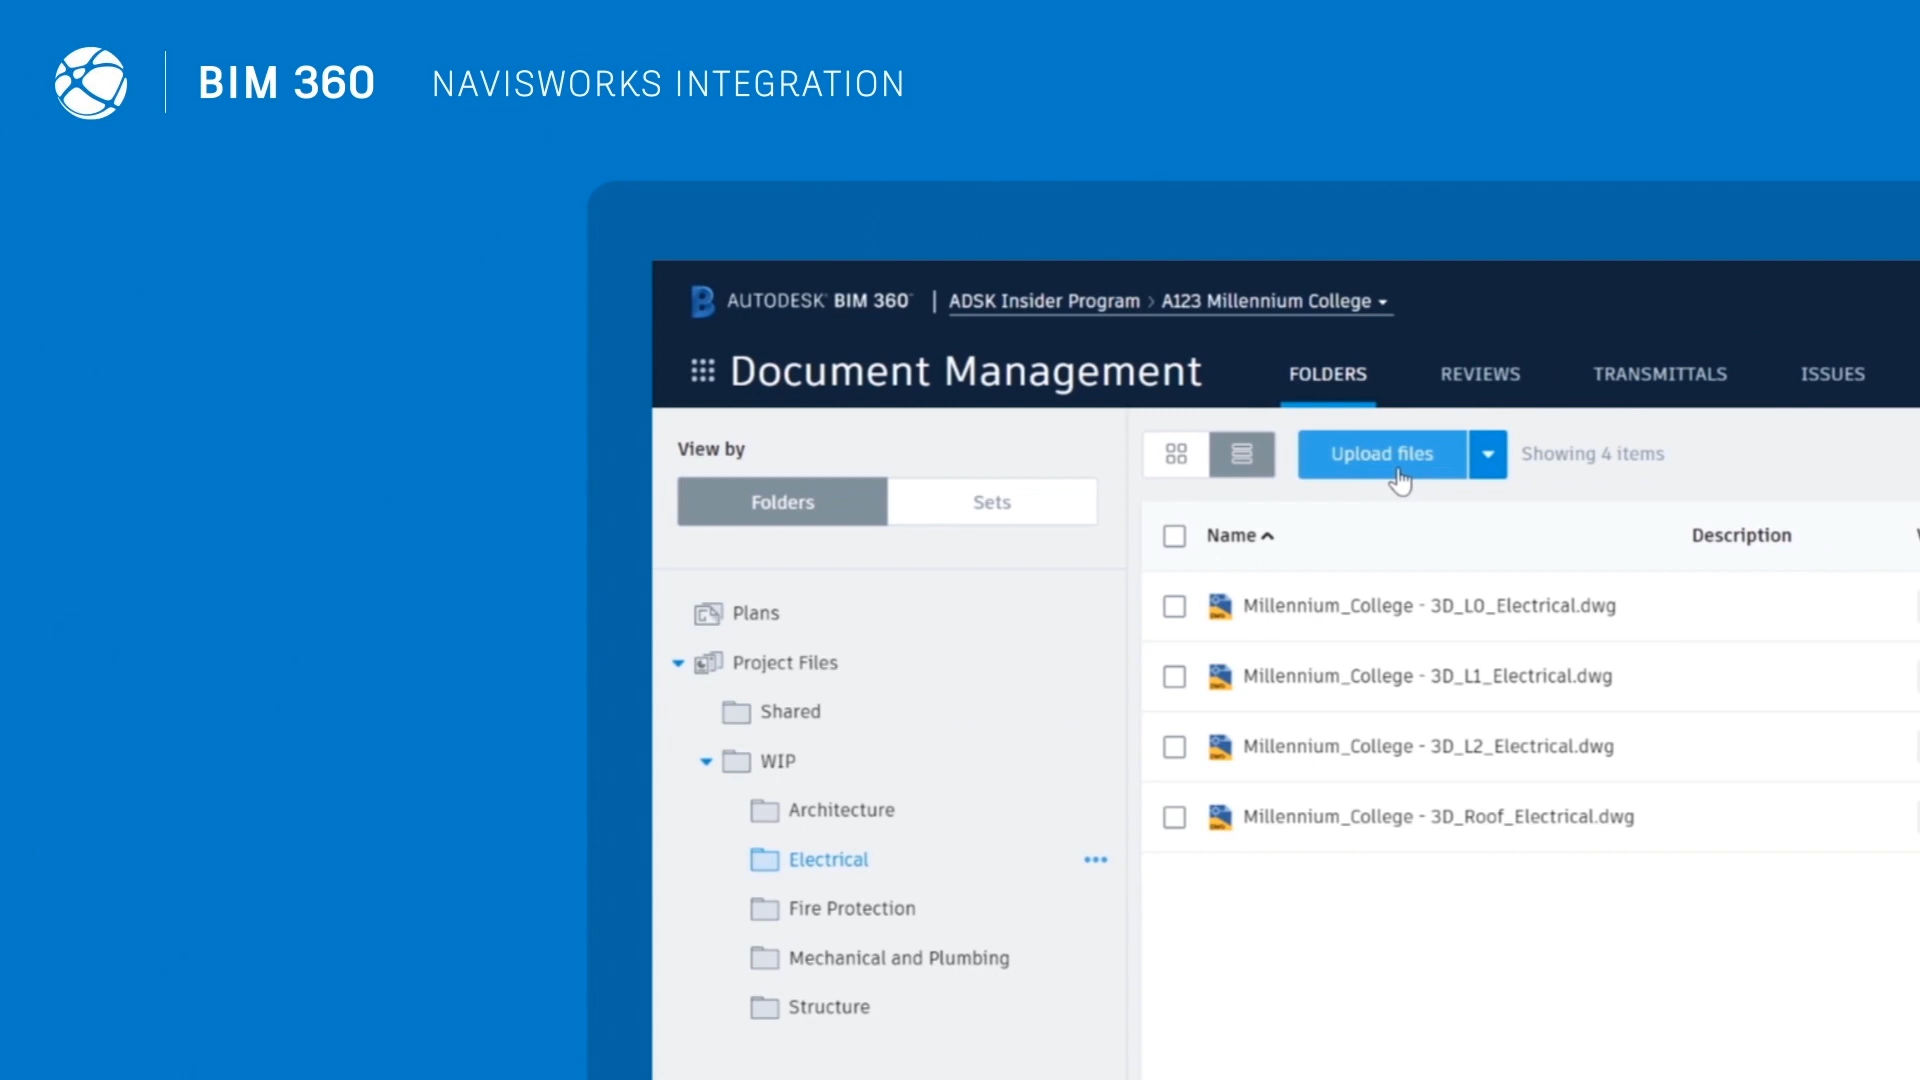 BIM 360 NAVISWORKS INTEGRATION
AUTODESK® BIM 360™ | ADSK Insider Program > A123 Millennium College
Document Management FOLDERS REVIEWS TRANSMITTALS ISSUES
View by
Folders Sets
Upload files Showing 4 items
Name Description
Plans
Project Files
Shared
WIP
Architecture
Electrical
Fire Protection
Mechanical and Plumbing
Structure
Millennium_College - 3D_L0_Electrical.dwg
Millennium_College - 3D_L1_Electrical.dwg
Millennium_College - 3D_L2_Electrical.dwg
Millennium_College - 3D_Roof_Electrical.dwg